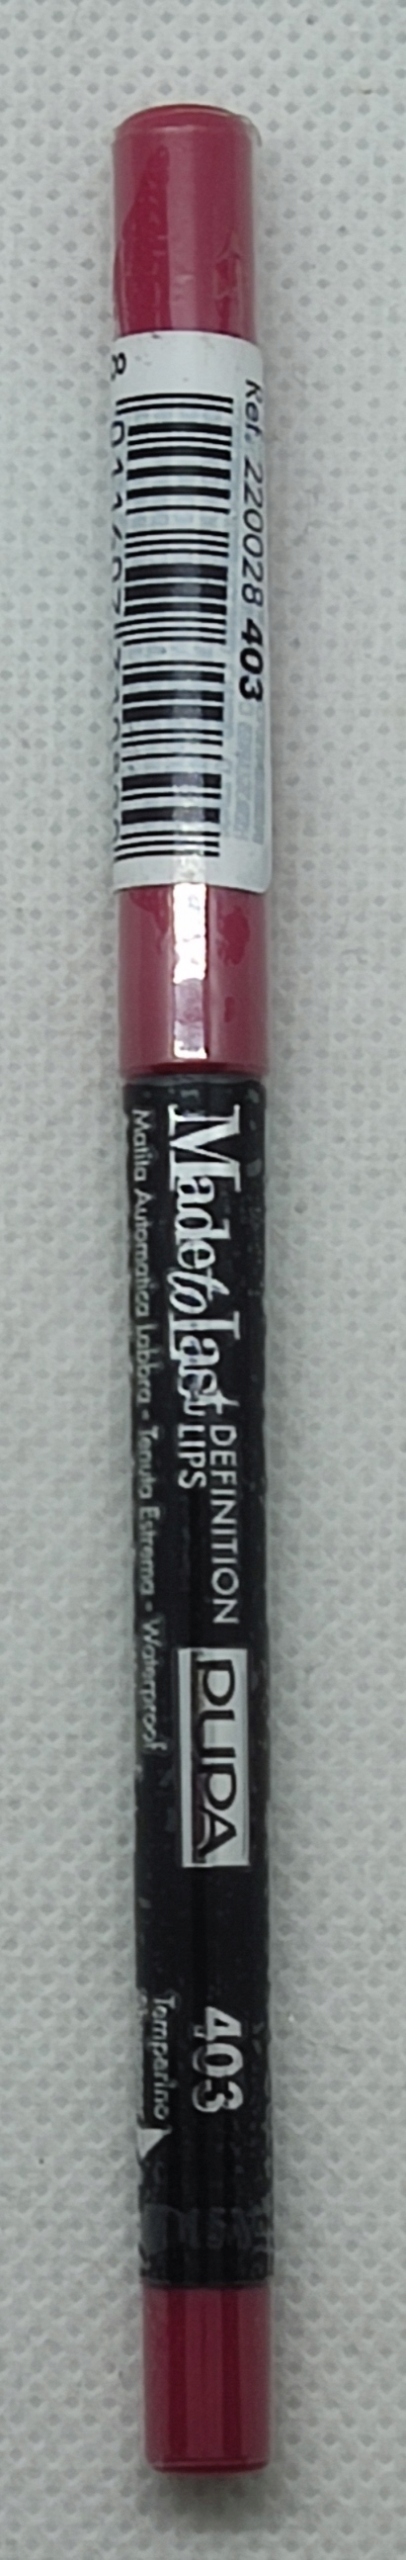 Ref. 220028 403
Made to last DEFINITION
LIPS
Matita Automatica Labbra - Tenuta Estrema - Waterproof
PUPA
403
Temperino